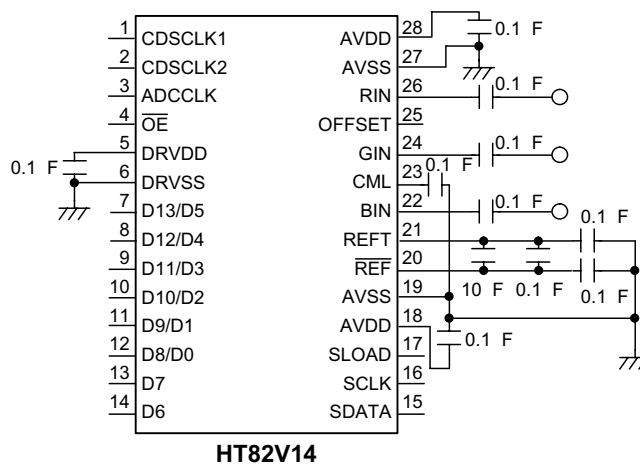 1 CDSCLK1 AVDD 28 0.1 F
2 CDSCLK2 AVSS 27
3 ADCCLK RIN 26 0.1 F
4 OE OFFSET 25
5 DRVDD GIN 24 0.1 F
0.1 F
6 DRVSS CML 23 0.1 F
7 D13/D5 BIN 22 0.1 F
8 D12/D4 REFT 21 0.1 F
9 D11/D3 REF 20 10 F 0.1 F 0.1 F
10 D10/D2 AVSS 19
11 D9/D1 AVDD 18 0.1 F
12 D8/D0 SLOAD 17
13 D7 SCLK 16
14 D6 SDATA 15
HT82V14